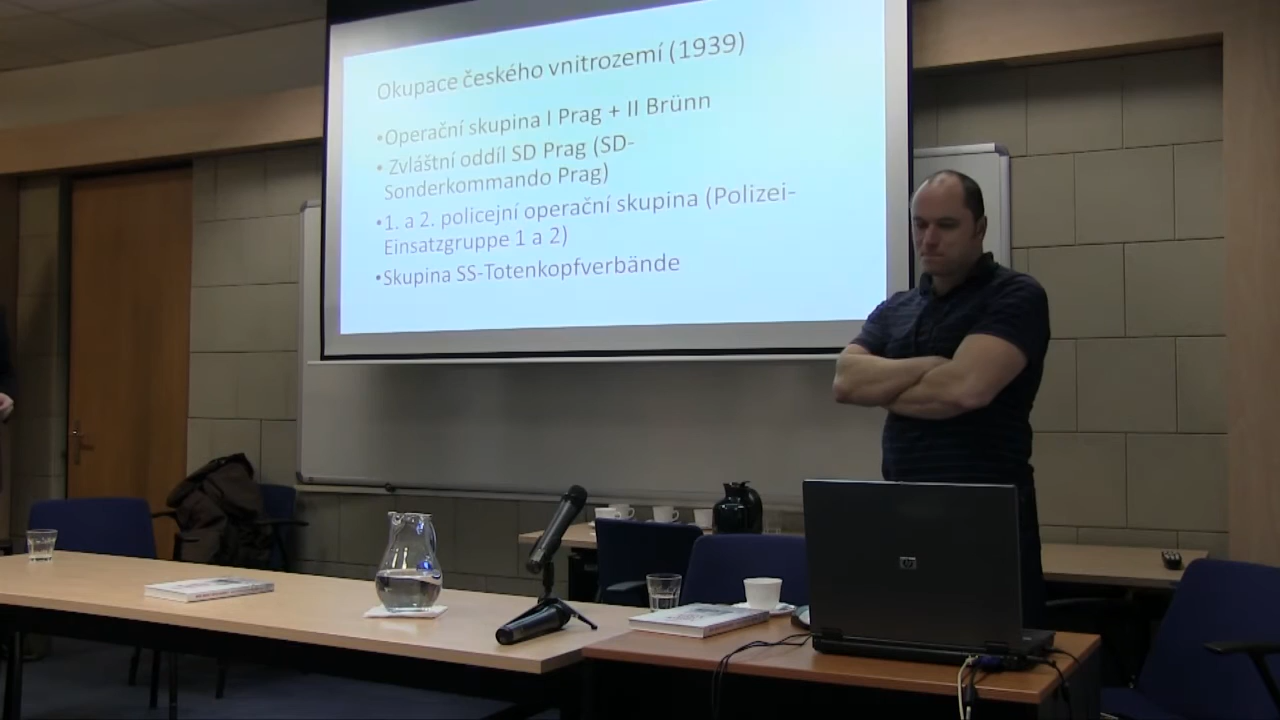 Okupace českého vnitrozemí (1939)
•Operační skupina I Prag + II Brünn
• Zvláštní oddíl SD Prag (SD-
Sonderkommando Prag)
•1. a 2. policejní operační skupina (Polizei-
Einsatzgruppe 1 a 2)
•Skupina SS-Totenkopfverbände
hp